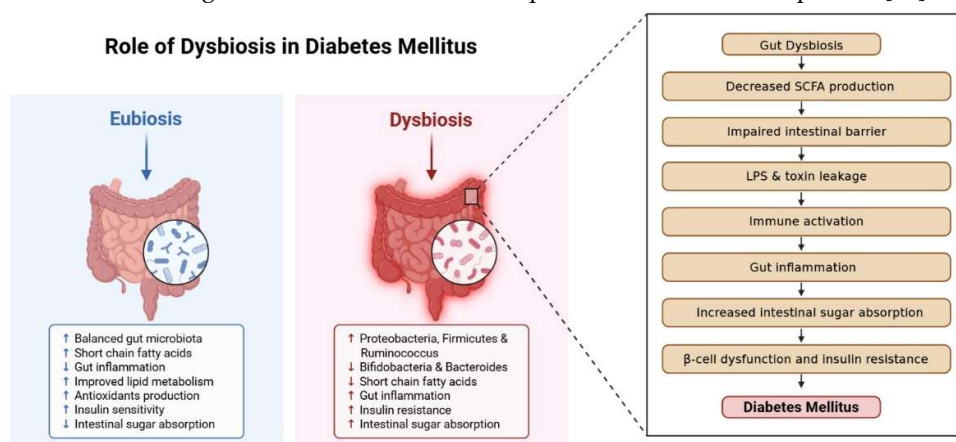 Role of Dysbiosis in Diabetes Mellitus
Eubiosis
↑ Balanced gut microbiota
↑ Short chain fatty acids
↓ Gut inflammation
↑ Improved lipid metabolism
↑ Antioxidants production
↑ Insulin sensitivity
↓ Intestinal sugar absorption
Dysbiosis
↑ Proteobacteria, Firmicutes &
Ruminococcus
↓ Bifidobacteria & Bacteroides
↓ Short chain fatty acids
↑ Gut inflammation
↑ Insulin resistance
↑ Intestinal sugar absorption
Gut Dysbiosis
Decreased SCFA production
Impaired intestinal barrier
LPS & toxin leakage
Immune activation
Gut inflammation
Increased intestinal sugar absorption
β-cell dysfunction and insulin resistance
Diabetes Mellitus